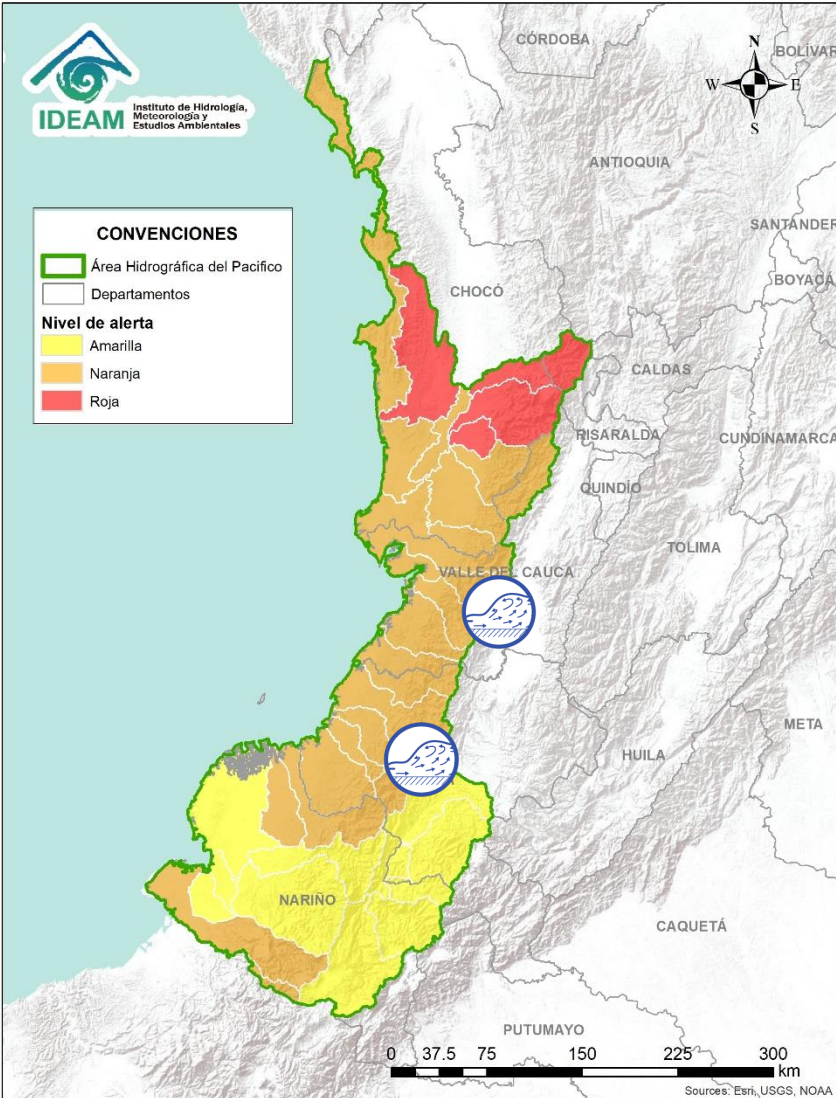 IDEAM
Instituto de Hidrología,
Meteorología y
Estudios Ambientales
CÓRDOBA
BOLÍVAR
N
W E
S
ANTIOQUIA
SANTANDER
CONVENCIONES
Área Hidrográfica del Pacifico
Departamentos
Nivel de alerta
Amarilla
Naranja
Roja
BOYACÁ
CHOCÓ
CALDAS
RISARALDA
CUNDINAMARCA
QUINDÍO
TOLIMA
VALLE DEL CAUCA
META
HUILA
NARIÑO
CAQUETÁ
PUTUMAYO
0 37.5 75 150 225 300
km
Sources: Esri, USGS, NOAA